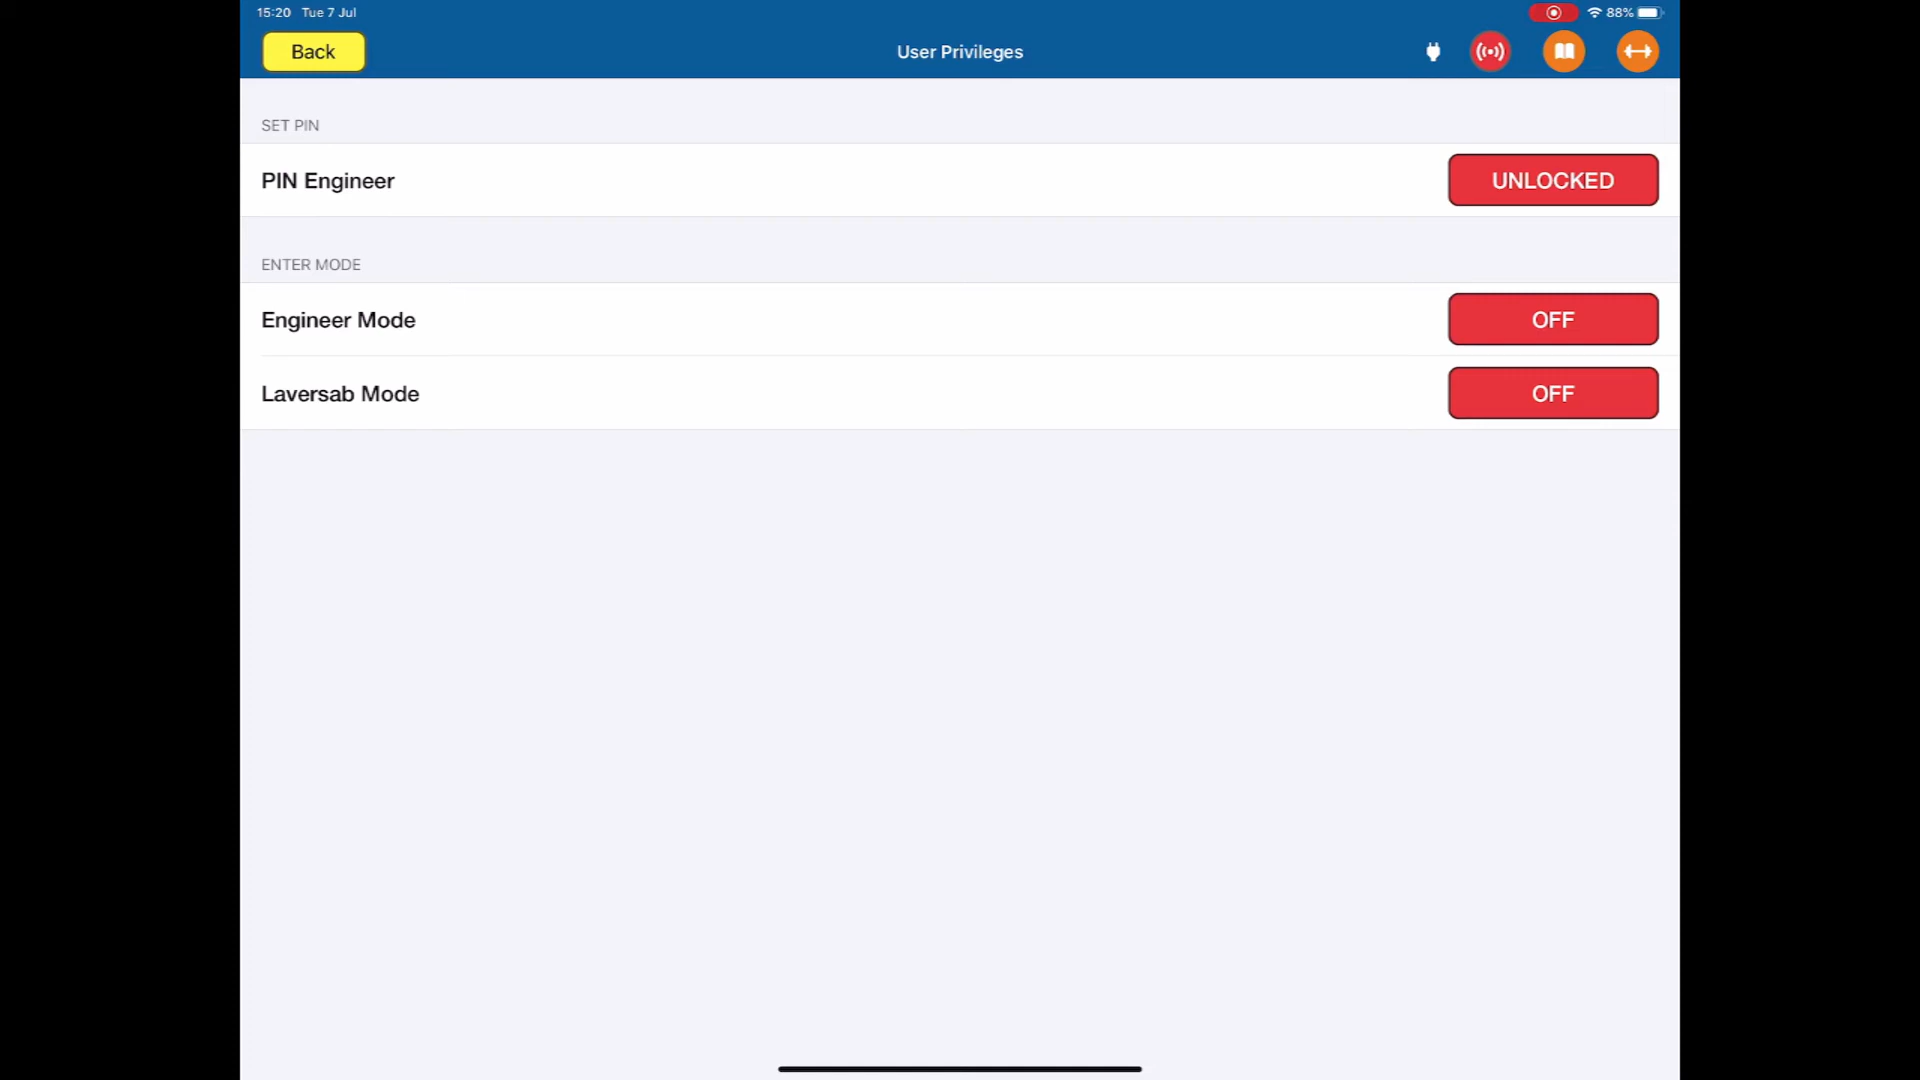 15:20 Tue 7 Jul
88%
Back
User Privileges
SET PIN
PIN Engineer
UNLOCKED
ENTER MODE
Engineer Mode
OFF
Laversab Mode
OFF